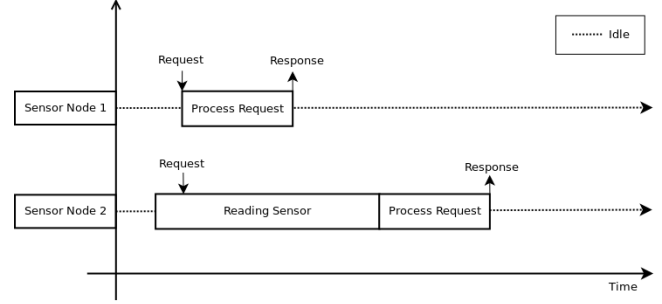 Idle
Request
Response
Sensor Node 1
Process Request
Request
Response
Sensor Node 2
Reading Sensor
Process Request
Time